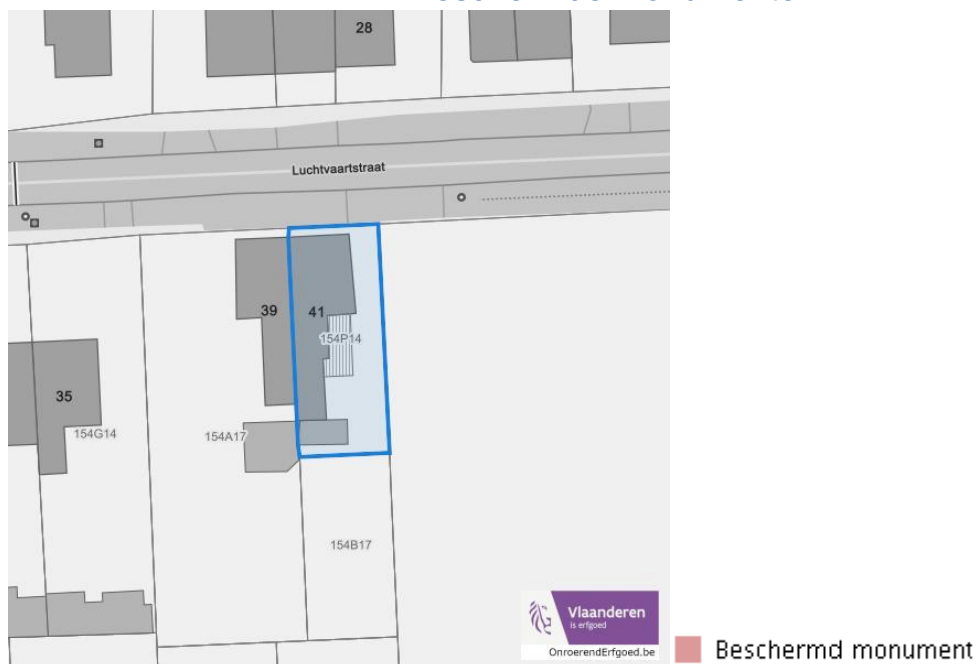 28
Luchtvaartstraat
39
41
154P14
35
154G14
154A17
154B17
Vlaanderen
is erfgoed
OnroerendErfgoed.be
Beschermd monument